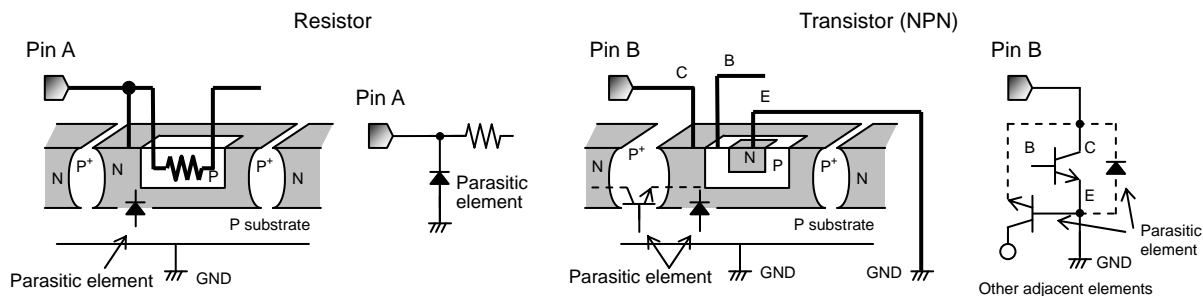 Resistor
Pin A
N
P+
N
P
P+
N
P substrate
Parasitic element
GND
Pin A
Parasitic
element
Transistor (NPN)
Pin B
C
B
E
N
P+
N
P
P+
N
P substrate
Parasitic element
GND
GND
Pin B
B
C
E
Parasitic
element
GND
Other adjacent elements